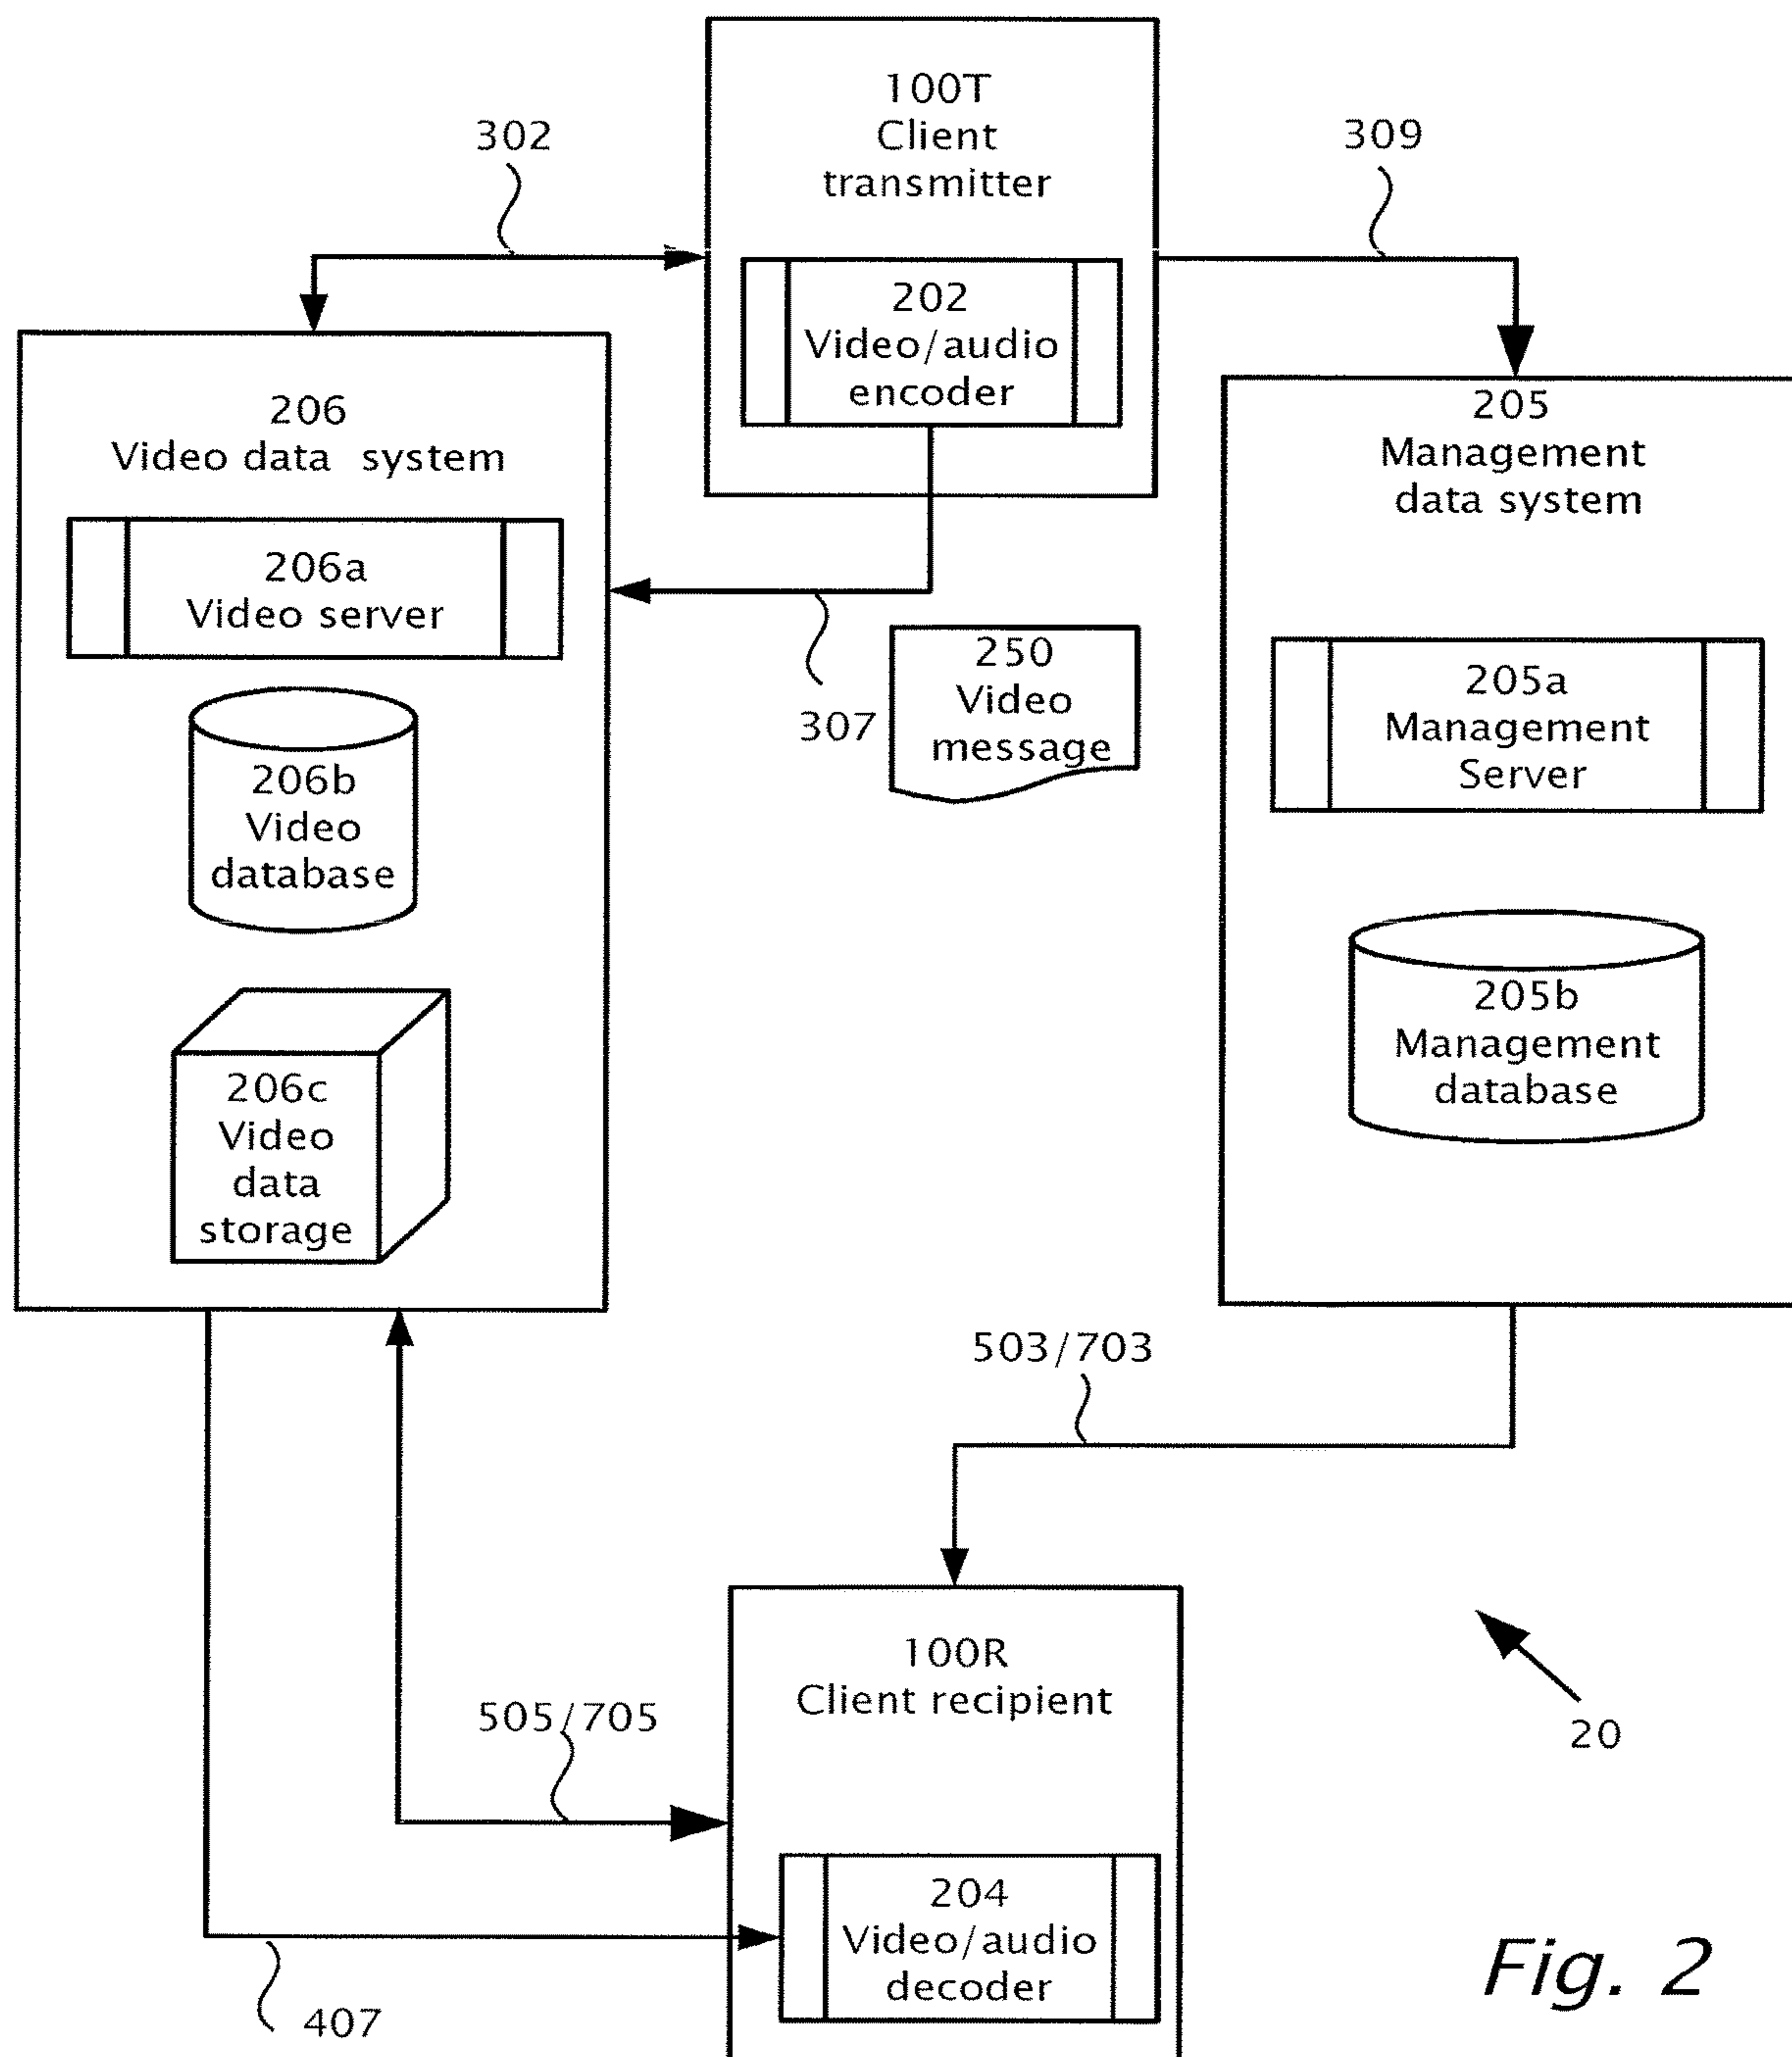 100T
Client
transmitter
302
309
202
Video/audio
encoder
206
Video data system
205
Management
data system
206a
Video server
307
250
Video
message
205a
Management
Server
206b
Video
database
205b
Management
database
206c
Video
data
storage
503/703
100R
Client recipient
505/705
20
204
Video/audio
decoder
407
Fig. 2